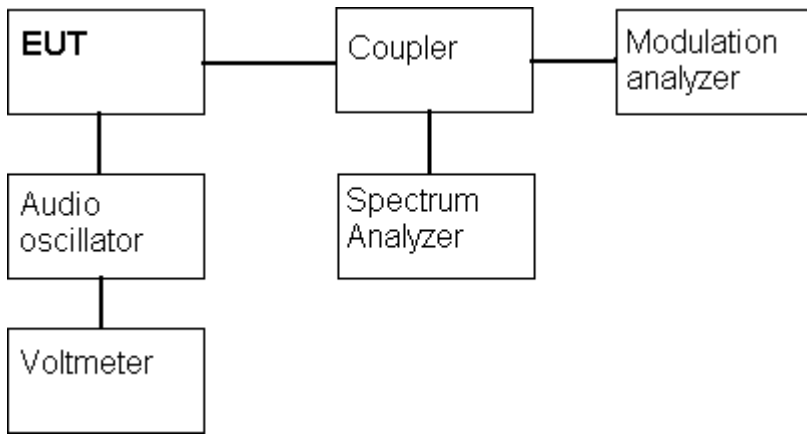 EUT
Coupler
Modulation
analyzer
Audio
oscillator
Spectrum
Analyzer
Voltmeter